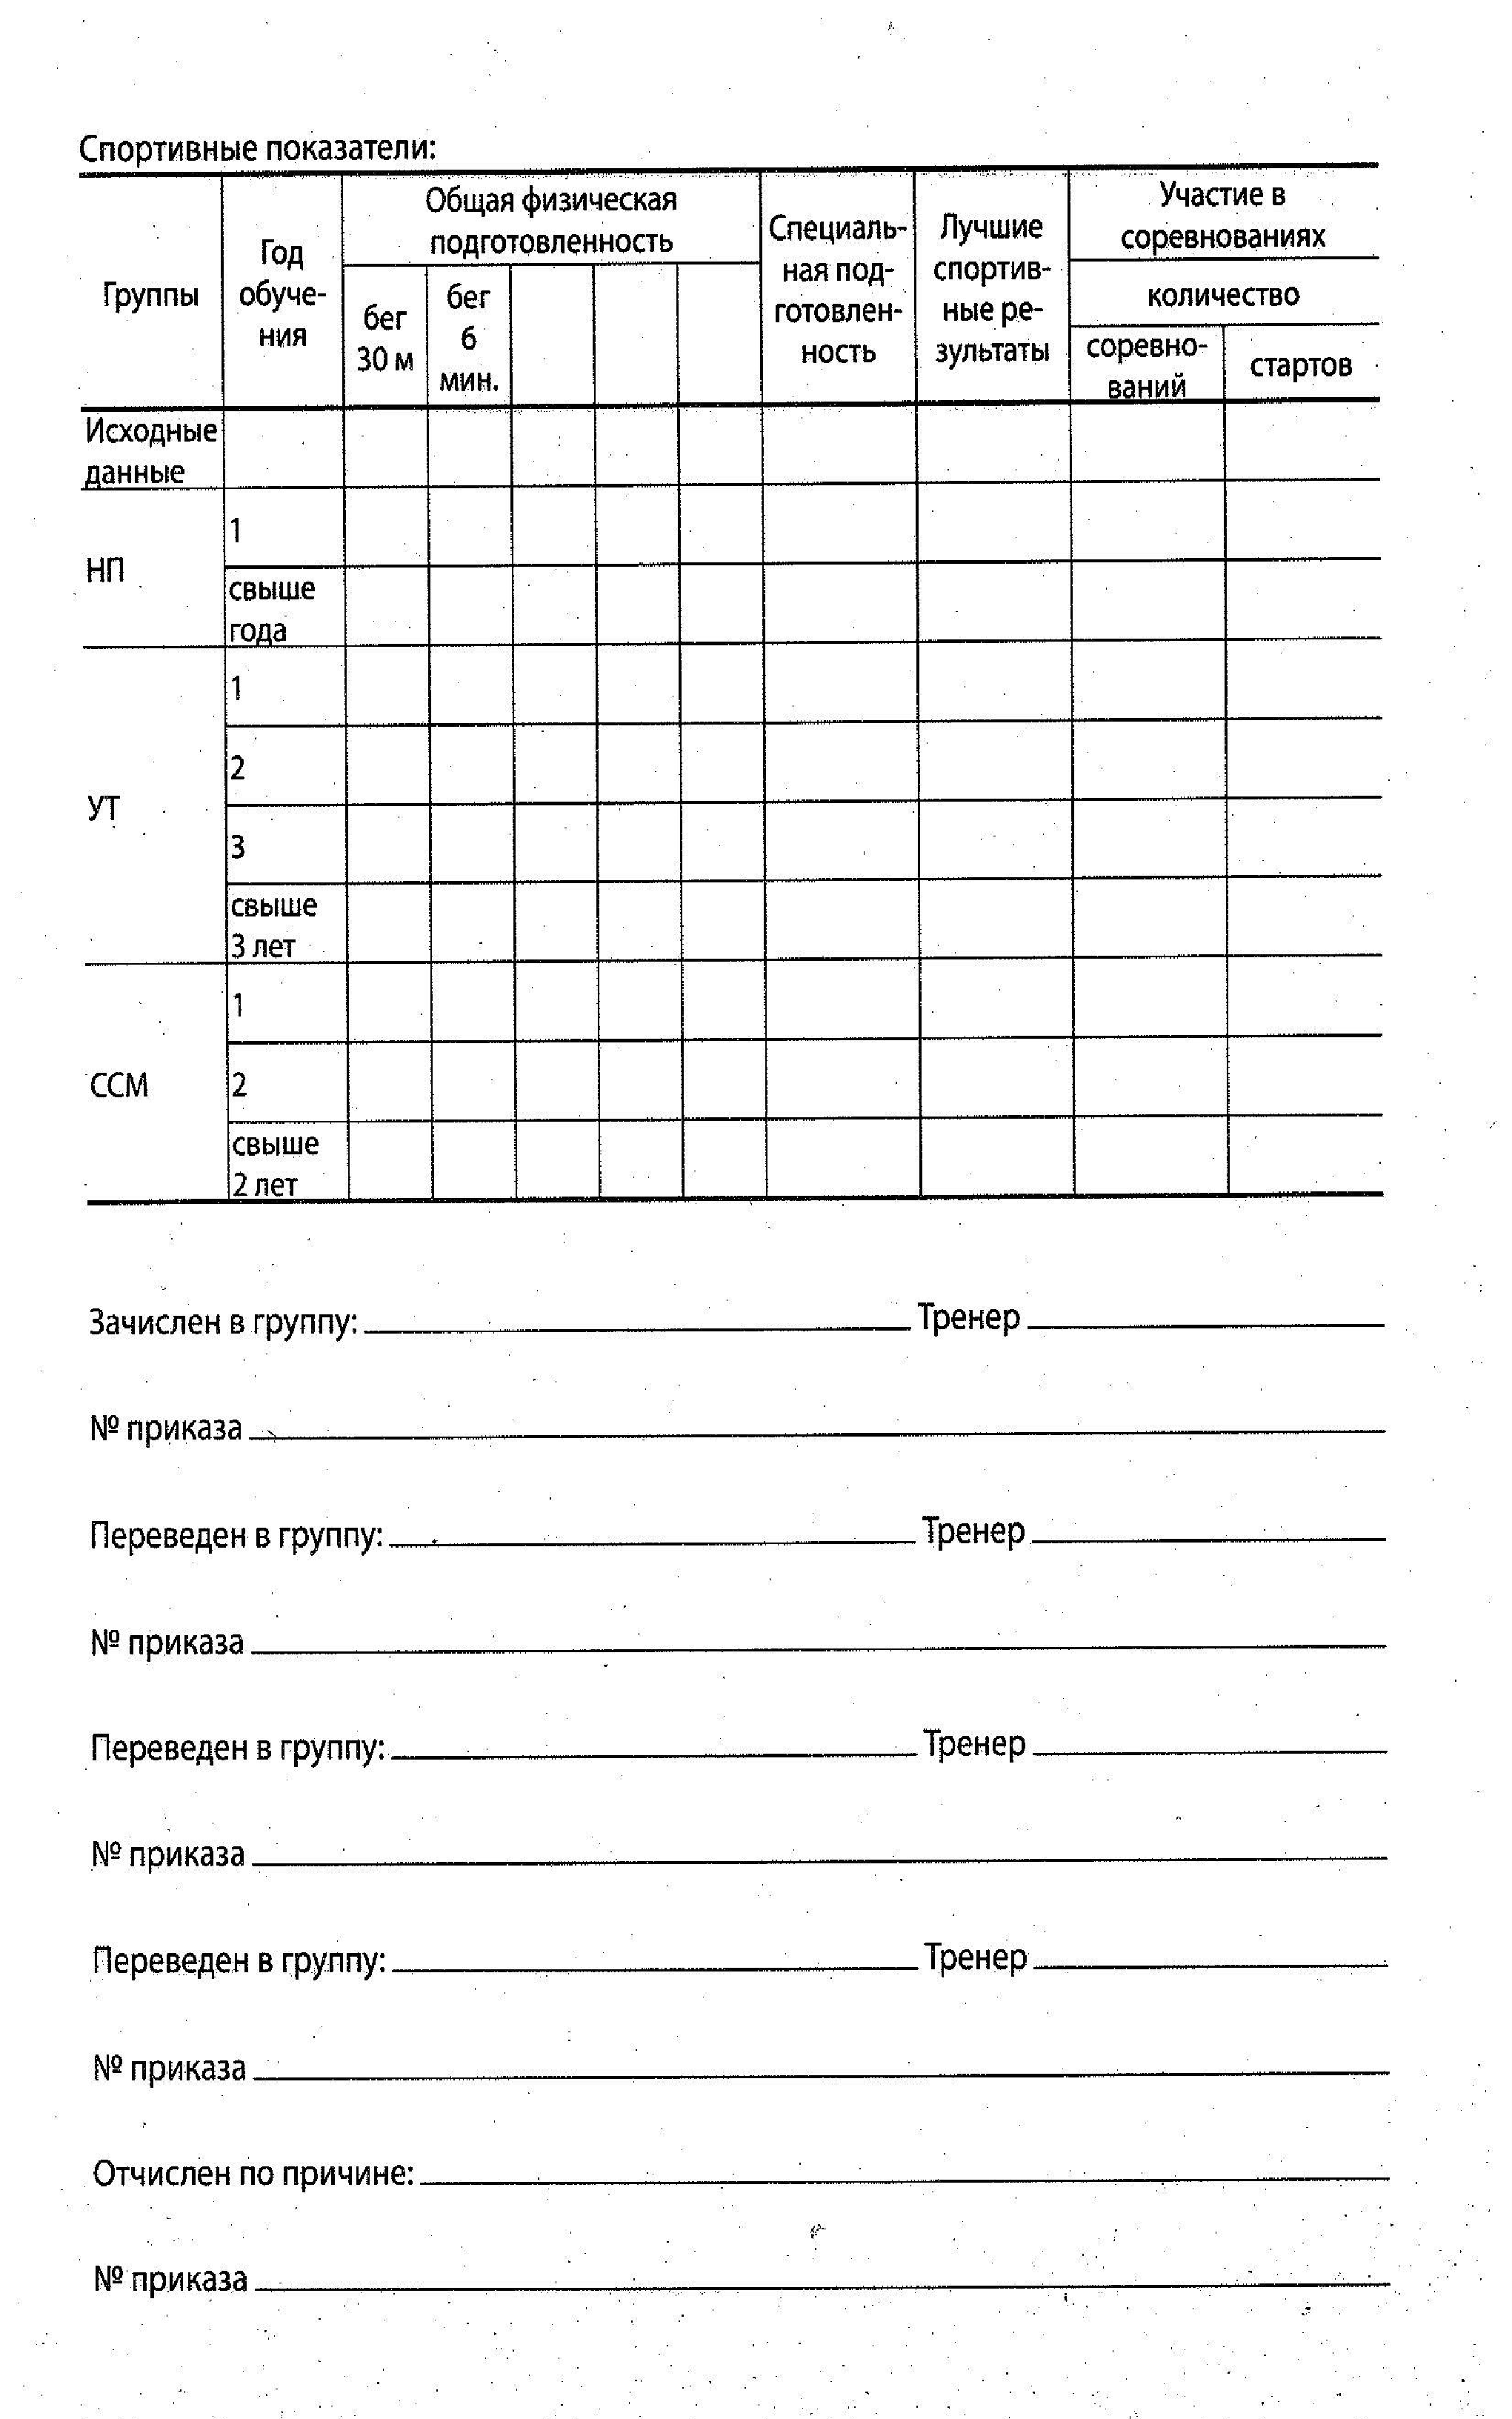 Спортивные показатели:
Группы
Год
обуче-
ния
Общая физическая
подготовленность
бег
30 м
бег
6
мин.
Специаль-
ная под-
готовлен-
ность
Лучшие
спортив-
ные ре-
зультаты
Участие в
соревнованиях
количество
соревно-
ваний
стартов
Исходные
данные
НП
1
свыше
года
УТ
1
2
3
свыше
3 лет
ССМ
1
2
свыше
2 лет
Зачислен в группу: Тренер
№ приказа
Переведен в группу: Тренер
№ приказа
Переведен в группу: Тренер
№ приказа
Переведен в группу: Тренер
№ приказа
Отчислен по причине:
№ приказа